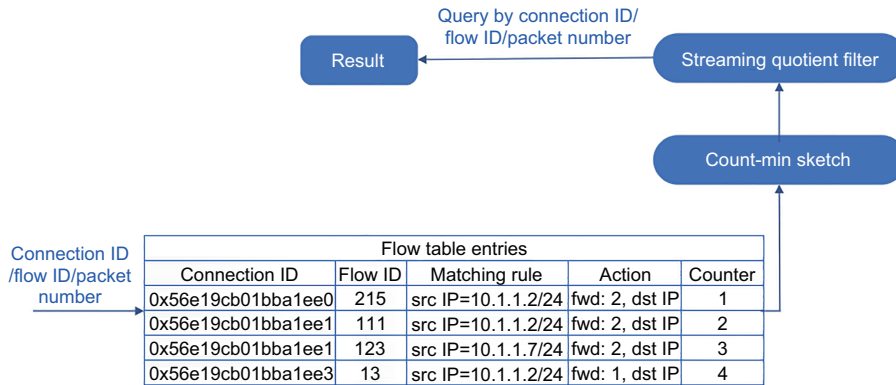 Query by connection ID/
flow ID/packet number
Result
Streaming quotient filter
Count-min sketch
Connection ID
/flow ID/packet
number
Flow table entries
Connection ID Flow ID Matching rule Action Counter
0x56e19cb01bba1ee0 215 src IP=10.1.1.2/24 fwd: 2, dst IP 1
0x56e19cb01bba1ee1 111 src IP=10.1.1.2/24 fwd: 2, dst IP 2
0x56e19cb01bba1ee1 123 src IP=10.1.1.7/24 fwd: 2, dst IP 3
0x56e19cb01bba1ee3 13 src IP=10.1.1.2/24 fwd: 1, dst IP 4